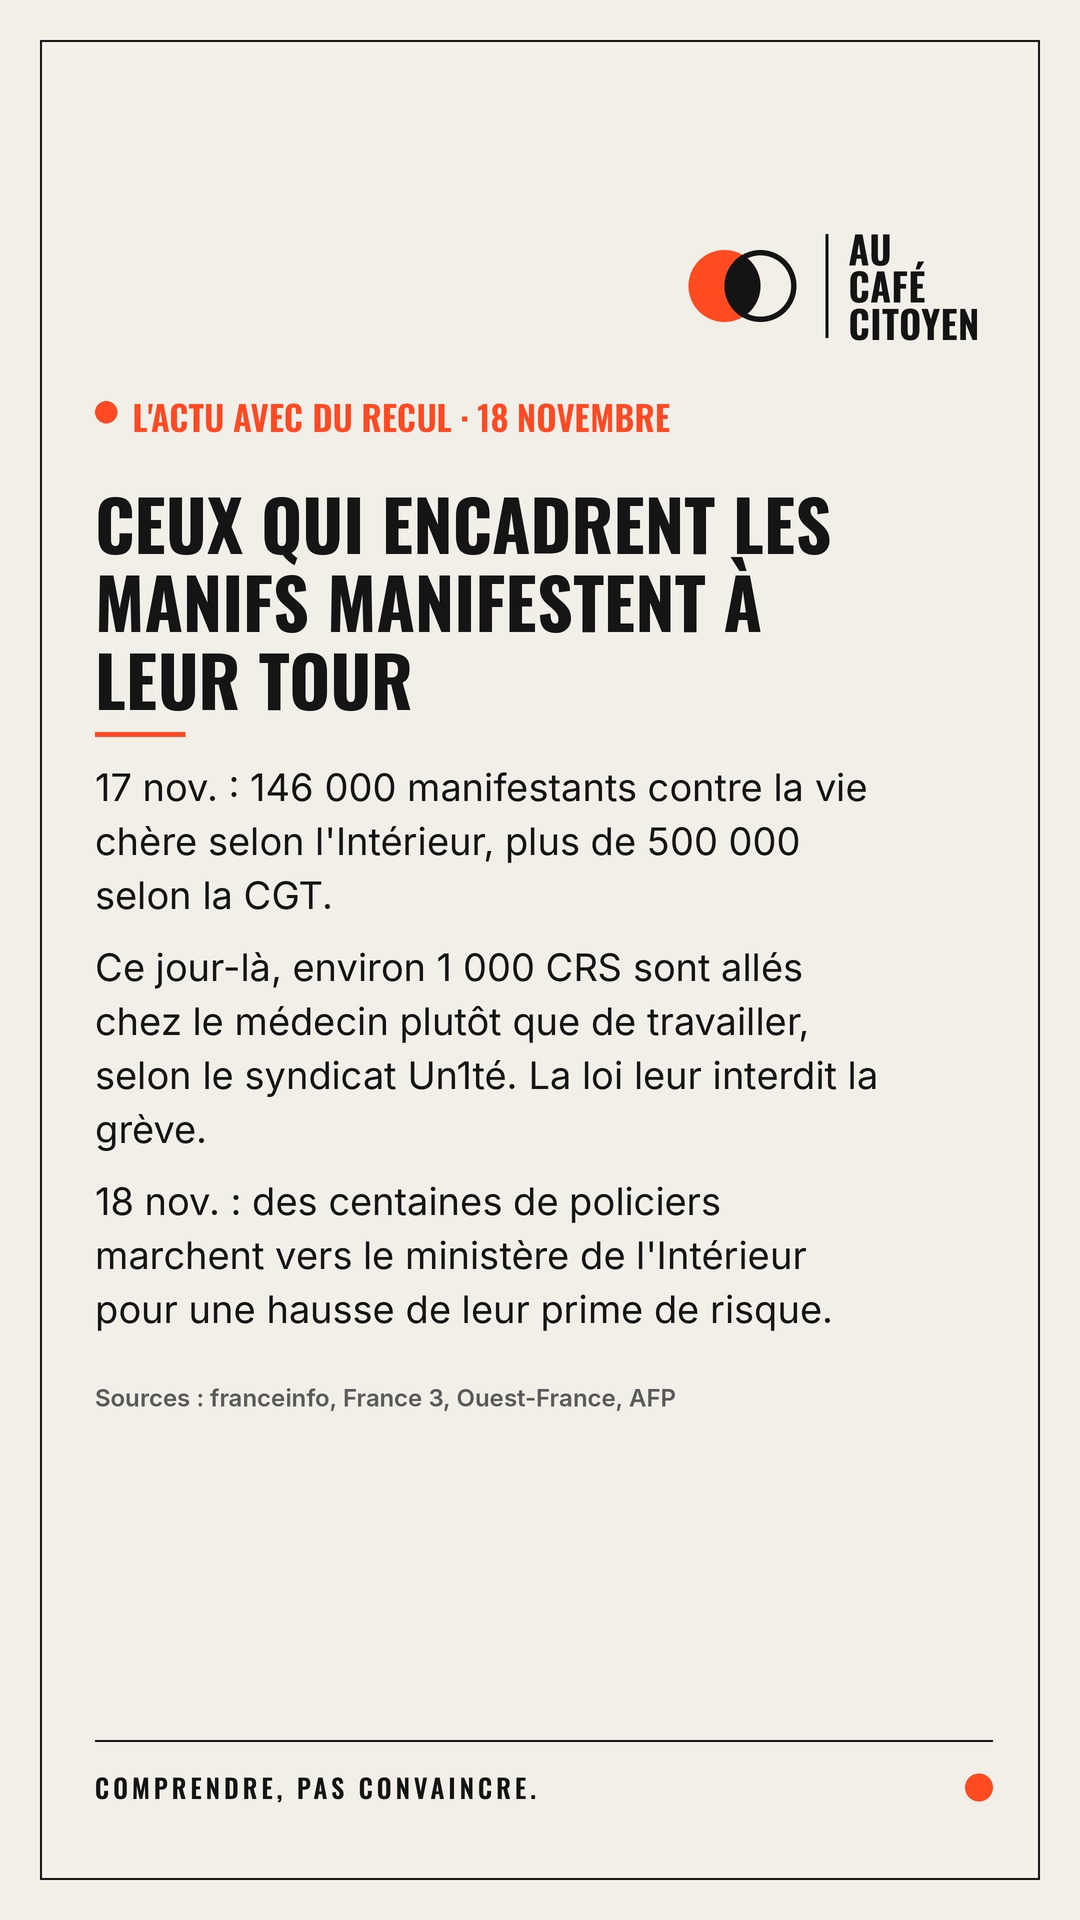 AU
CAFÉ
CITOYEN
L'ACTU AVEC DU RECUL · 18 NOVEMBRE
CEUX QUI ENCADRENT LES
MANIFS MANIFESTENT À
LEUR TOUR
17 nov. : 146 000 manifestants contre la vie
chère selon l'Intérieur, plus de 500 000
selon la CGT.
Ce jour-là, environ 1 000 CRS sont allés
chez le médecin plutôt que de travailler,
selon le syndicat Un1té. La loi leur interdit la
grève.
18 nov. : des centaines de policiers
marchent vers le ministère de l'Intérieur
pour une hausse de leur prime de risque.
Sources : franceinfo, France 3, Ouest-France, AFP
COMPRENDRE, PAS CONVAINCRE.